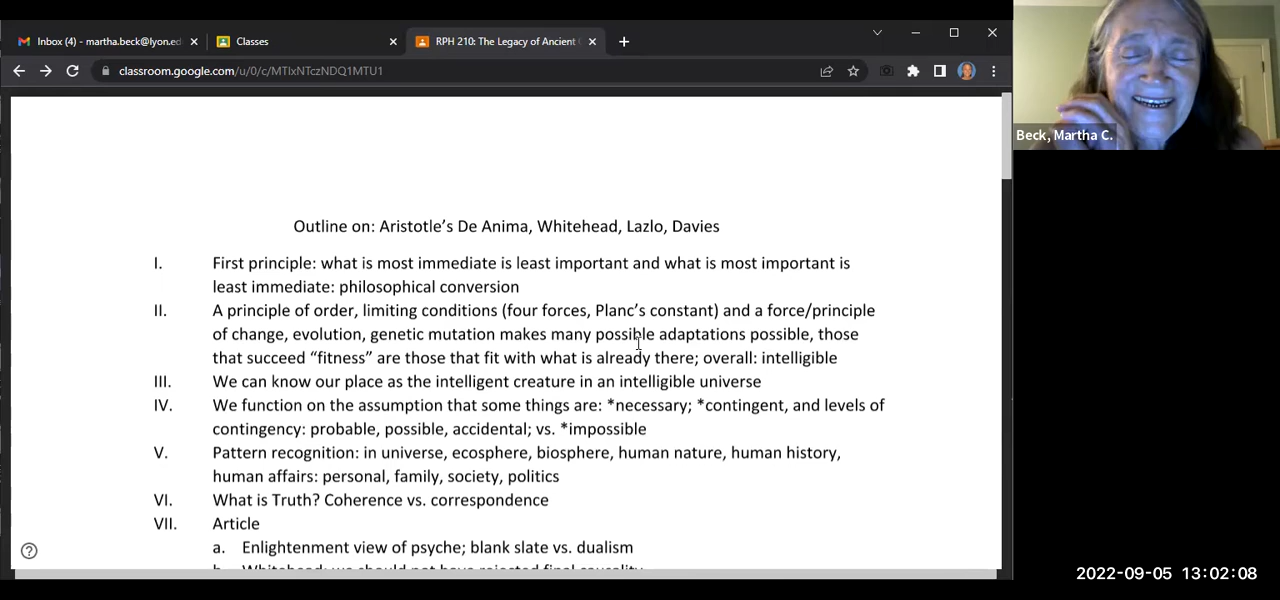 Inbox (4) - martha.beck@lyon.ed
Classes
RPH 210: The Legacy of Ancient
classroom.google.com/u/0/c/MTIxNTczNDQ1MTU1
Beck, Martha C.
Outline on: Aristotle's De Anima, Whitehead, Lazlo, Davies
I. First principle: what is most immediate is least important and what is most important is
least immediate: philosophical conversion
II. A principle of order, limiting conditions (four forces, Planc's constant) and a force/principle
of change, evolution, genetic mutation makes many possible adaptations possible, those
that succeed "fitness" are those that fit with what is already there; overall: intelligible
III. We can know our place as the intelligent creature in an intelligible universe
IV. We function on the assumption that some things are: *necessary; *contingent, and levels of
contingency: probable, possible, accidental; vs. *impossible
V. Pattern recognition: in universe, ecosphere, biosphere, human nature, human history,
human affairs: personal, family, society, politics
VI. What is Truth? Coherence vs. correspondence
VII. Article
a. Enlightenment view of psyche; blank slate vs. dualism
b. Whitehead: we should not have rejected final causality
2022-09-05 13:02:08